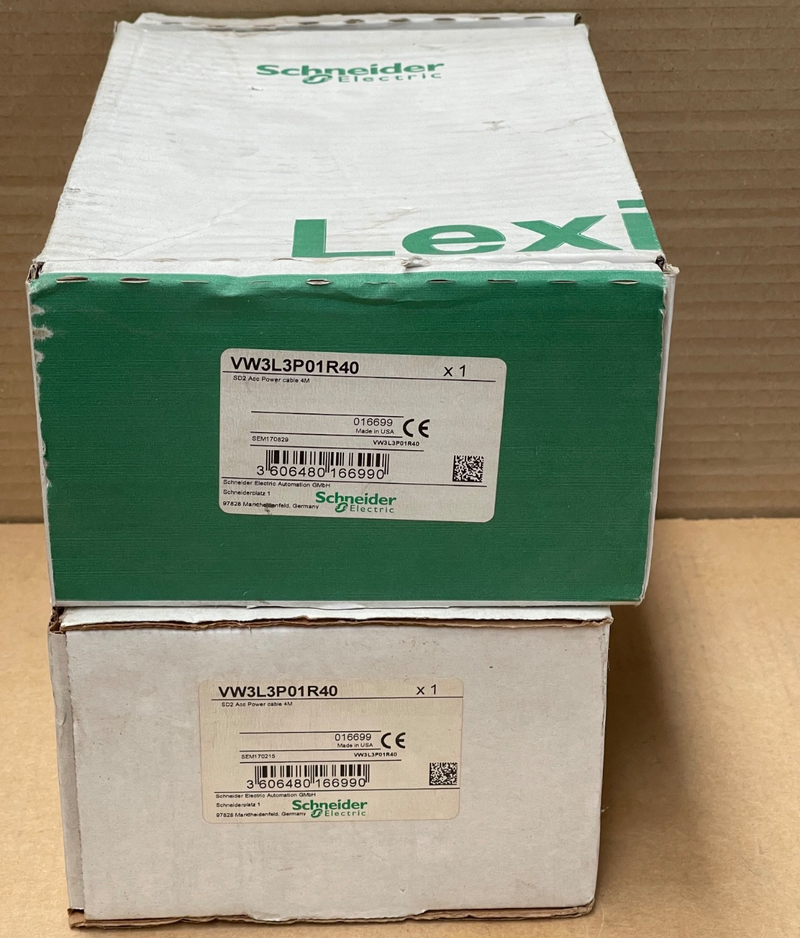 Schneider
Electric
Lexi
VW3L3P01R40 x 1
SD2 Acc Power cable 4M
016699
Made in USA
CE
SEM170829 VW3L3P01R40
3 606480 166990
Schneider Electric Automation GmbH
Schneiderplatz 1
97828 Marktheidenfeld, Germany
Schneider
Electric
VW3L3P01R40 x 1
SD2 Acc Power cable 4M
016699
Made in USA
CE
SEM170215 VW3L3P01R40
3 606480 166990
Schneider Electric Automation GmbH
Schneiderplatz 1
97828 Marktheidenfeld, Germany
Schneider
Electric